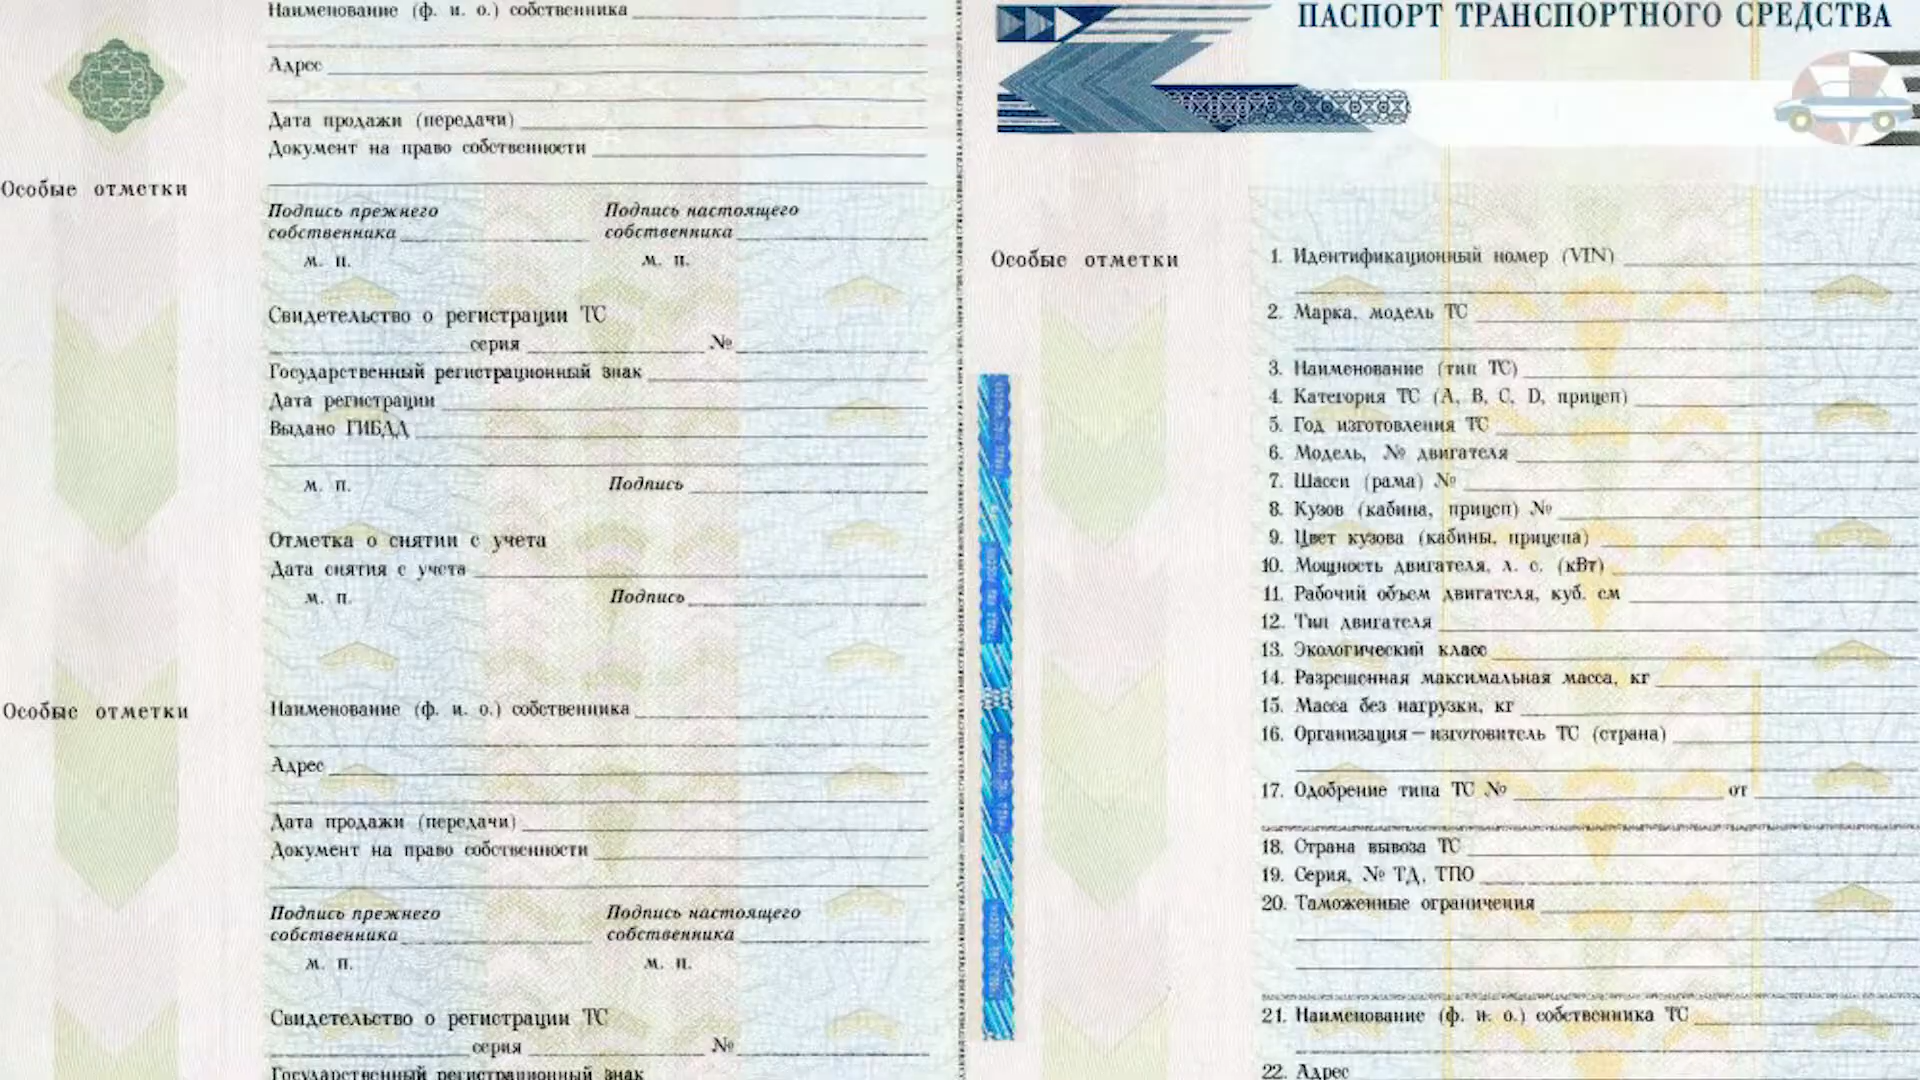 Наименование (ф. и. о.) собственника
Адрес
Дата продажи (передачи)
Документ на право собственности
Особые отметки
Подпись прежнего Подпись настоящего
собственника собственника
м. п. м. п.
Свидетельство о регистрации ТС
серия №
Государственный регистрационный знак
Дата регистрации
Выдано ГИБДД
м. п. Подпись
Отметка о снятии с учета
Дата снятия с учета
м. п. Подпись
Особые отметки
Наименование (ф. и. о.) собственника
Адрес
Дата продажи (передачи)
Документ на право собственности
Подпись прежнего Подпись настоящего
собственника собственника
м. п. м. п.
Свидетельство о регистрации ТС
серия №
Государственный регистрационный знак
ПАСПОРТ ТРАНСПОРТНОГО СРЕДСТВА
Особые отметки
1. Идентификационный номер (VIN)
2. Марка, модель ТС
3. Наименование (тип ТС)
4. Категория ТС (A, B, C, D, прицеп)
5. Год изготовления ТС
6. Модель, № двигателя
7. Шасси (рама) №
8. Кузов (кабина, прицеп) №
9. Цвет кузова (кабины, прицепа)
10. Мощность двигателя, л. с. (кВт)
11. Рабочий объем двигателя, куб. см
12. Тип двигателя
13. Экологический класс
14. Разрешенная максимальная масса, кг
15. Масса без нагрузки, кг
16. Организация – изготовитель ТС (страна)
17. Одобрение типа ТС № от
18. Страна вывоза ТС
19. Серия, № ТД, ТПО
20. Таможенные ограничения
21. Наименование (ф. и. о.) собственника ТС
22. Адрес